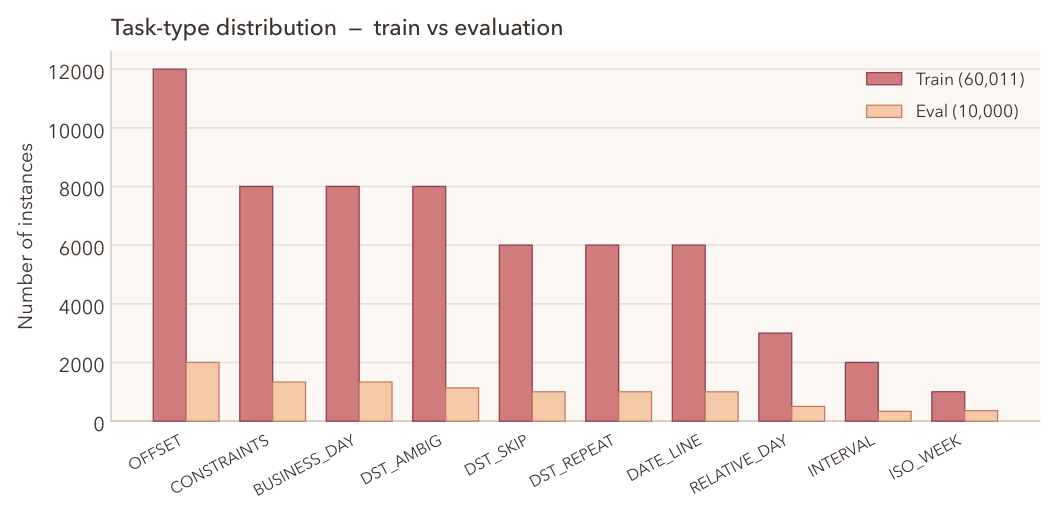 Task-type distribution – train vs evaluation
Number of instances
12000
10000
8000
6000
4000
2000
0
Train (60,011)
Eval (10,000)
OFFSET
CONSTRAINTS
BUSINESS_DAY
DST_AMBIG
DST_SKIP
DST_REPEAT
DATE_LINE
RELATIVE_DAY
INTERVAL
ISO_WEEK